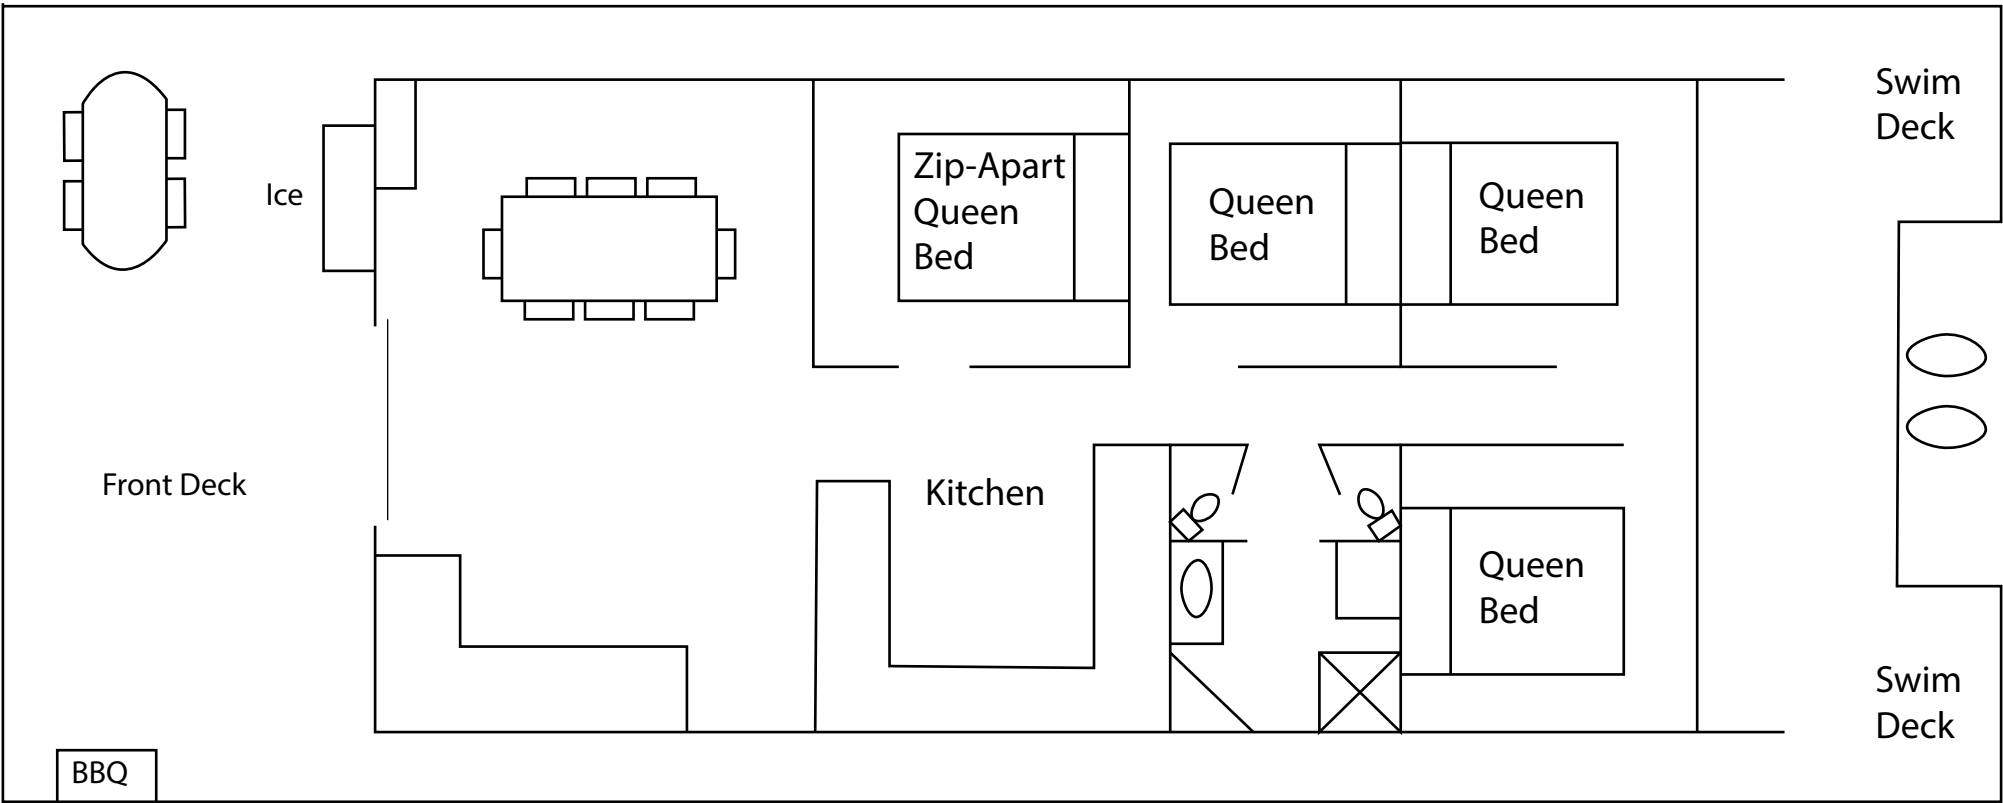 Swim
Deck
Ice
Zip-Apart
Queen
Bed
Queen
Bed
Queen
Bed
Front Deck
Kitchen
Queen
Bed
Swim
Deck
BBQ